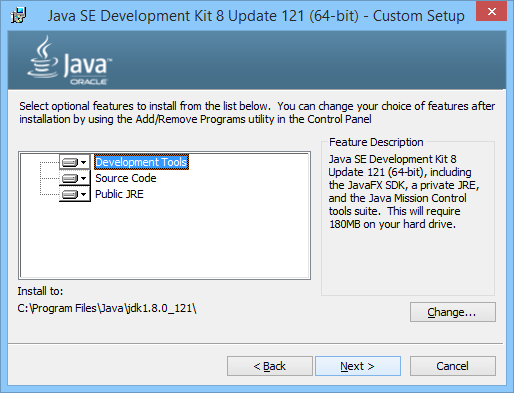 Java SE Development Kit 8 Update 121 (64-bit) - Custom Setup
Java™
ORACLE
Select optional features to install from the list below.  You can change your choice of features after
installation by using the Add/Remove Programs utility in the Control Panel
Development Tools
Source Code
Public JRE
Feature Description
Java SE Development Kit 8
Update 121 (64-bit), including
the JavaFX SDK, a private JRE,
and the Java Mission Control
tools suite.  This will require
180MB on your hard drive.
Install to:
C:\Program Files\Java\jdk1.8.0_121\
Change...
< Back
Next >
Cancel